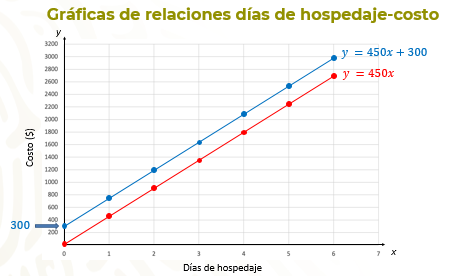 Gráficas de relaciones días de hospedaje-costo
y
y = 450x + 300
y = 450x
3200
3000
2800
2600
2400
2200
2000
1800
1600
1400
1200
1000
800
600
400
200
Costo ($)
300
0 1 2 3 4 5 6 7
x
Días de hospedaje